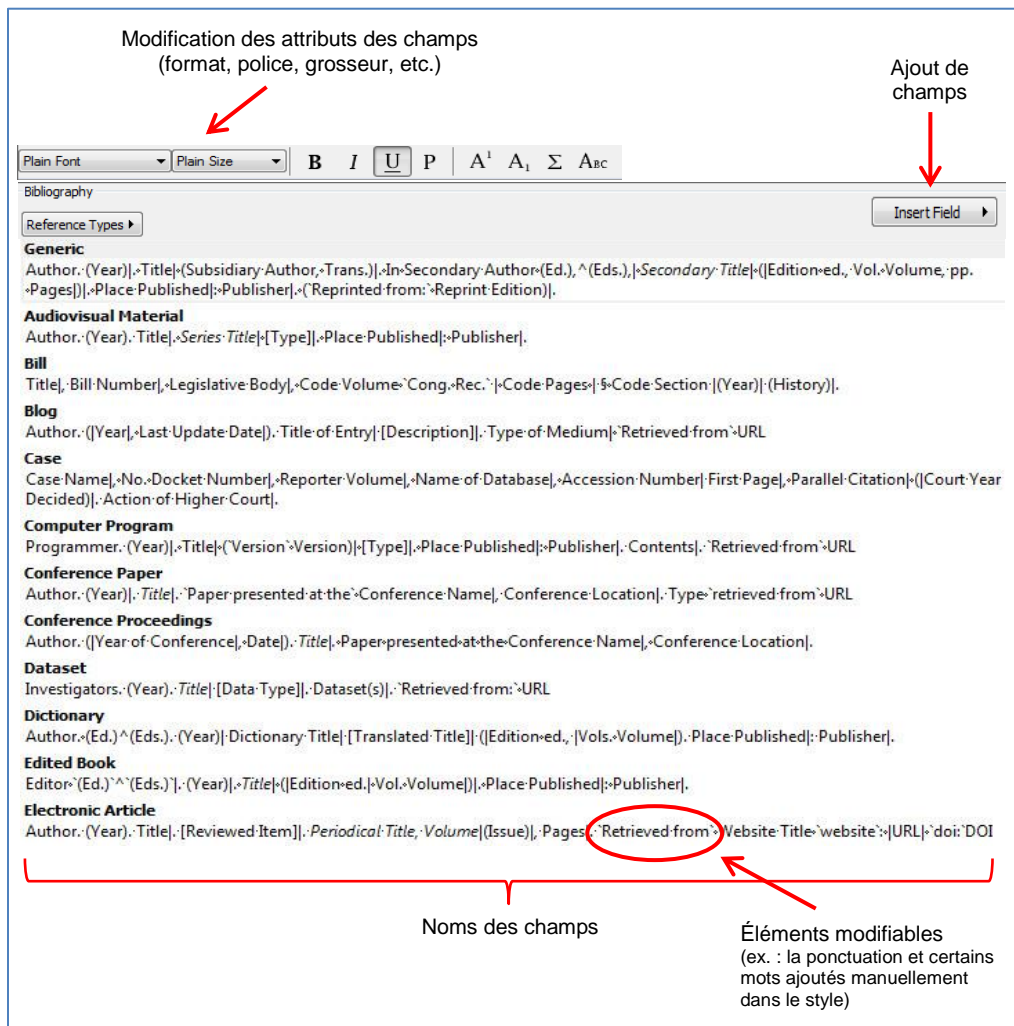 Modification des attributs des champs
(format, police, grosseur, etc.)
Ajout de
champs
Plain Font Plain Size B I U P A¹ A₁ Σ ABC
Bibliography
Insert Field
Reference Types
Generic
Author.·(Year)|.⋄Title|⋄(Subsidiary·Author,⋄Trans.)|.⋄In⋄Secondary·Author⋄(Ed.),^(Eds.),|⋄Secondary·Title|⋄(|Edition⋄ed.,·Vol.⋄Volume,·pp.
⋄Pages|)|.⋄Place·Published|:⋄Publisher|.⋄(`Reprinted·from:`⋄Reprint·Edition)|.
Audiovisual Material
Author.·(Year).·Title|.⋄Series·Title|⋄[Type]|.⋄Place·Published|:⋄Publisher|.
Bill
Title|,·Bill·Number|,⋄Legislative·Body|,⋄Code·Volume⋄`Cong.·Rec.`·|⋄Code·Pages⋄|·§⋄Code·Section·|(Year)|·(History)|.
Blog
Author.·(|Year|,⋄Last·Update·Date|).·Title·of·Entry|·[Description]|.·Type·of·Medium|⋄`Retrieved·from`⋄URL
Case
Case·Name|,⋄No.⋄Docket·Number|,⋄Reporter·Volume|,⋄Name·of·Database|,⋄Accession·Number|·First·Page|,⋄Parallel·Citation|⋄(|Court·Year
Decided)|.·Action·of·Higher·Court|.
Computer Program
Programmer.·(Year)|.⋄Title|⋄(`Version`⋄Version)|⋄[Type]|.⋄Place·Published|:⋄Publisher|.·Contents|.·`Retrieved·from`⋄URL
Conference Paper
Author.·(Year)|.·Title|.·`Paper·presented·at·the`⋄Conference·Name|,·Conference·Location|.·Type⋄`retrieved·from`⋄URL
Conference Proceedings
Author.·(|Year·of·Conference|,⋄Date|).·Title|.⋄Paper⋄presented⋄at⋄the⋄Conference·Name|,⋄Conference·Location|.
Dataset
Investigators.·(Year).·Title|·[Data·Type]|.·Dataset(s)|.·`Retrieved·from:`⋄URL
Dictionary
Author.⋄(Ed.)^(Eds.).·(Year)|·Dictionary·Title|·[Translated·Title]|·(|Edition⋄ed.,·|Vols.⋄Volume|).·Place·Published|:·Publisher|.
Edited Book
Editor⋄`(Ed.)`^`(Eds.)`|.·(Year)|.⋄Title|⋄(|Edition⋄ed.|⋄Vol.⋄Volume|)|.⋄Place·Published|:⋄Publisher|.
Electronic Article
Author.·(Year).·Title|.·[Reviewed·Item]|.·Periodical·Title,·Volume|(Issue)|,·Pages|.·`Retrieved·from`⋄Website·Title⋄`website`:⋄|URL|⋄`doi:`DOI
Noms des champs
Éléments modifiables
(ex. : la ponctuation et certains
mots ajoutés manuellement
dans le style)